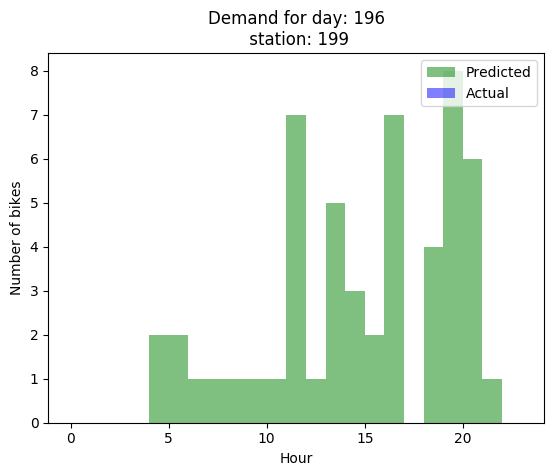 Demand for day: 196
station: 199
Predicted
Actual
8
7
6
5
4
3
2
1
0
Number of bikes
0 5 10 15 20
Hour